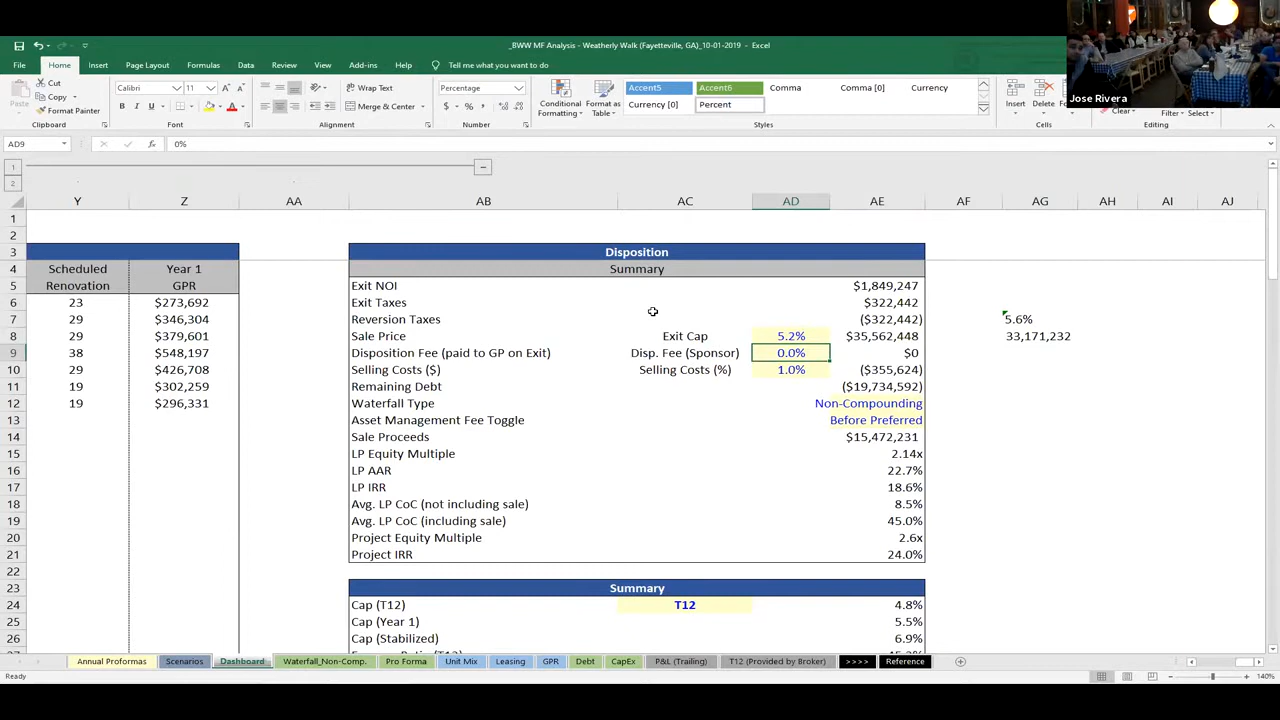 _BWW MF Analysis - Weatherly Walk (Fayetteville, GA)_10-01-2019 - Excel
File Home Insert Page Layout Formulas Data Review View Add-ins Help Tell me what you want to do
Cut
Copy
Format Painter
Paste
Clipboard
Calibri 11
B I U
Font
Wrap Text
Merge & Center
Alignment
Percentage
$ % ,
Number
Conditional Formatting
Format as Table
Accent5 Accent6 Comma Comma [0] Currency
Currency [0] Percent
Styles
Insert Delete
Cells
Clear
Filter Select
Editing
Jose Rivera
AD9 0%
1
2
Y Z AA AB AC AD AE AF AG AH AI AJ
1
2
3 Disposition
4 Scheduled Year 1 Summary
5 Renovation GPR Exit NOI $1,849,247
6 23 $273,692 Exit Taxes $322,442
7 29 $346,304 Reversion Taxes ($322,442) 5.6%
8 29 $379,601 Sale Price Exit Cap 5.2% $35,562,448 33,171,232
9 38 $548,197 Disposition Fee (paid to GP on Exit) Disp. Fee (Sponsor) 0.0% $0
10 29 $426,708 Selling Costs ($) Selling Costs (%) 1.0% ($355,624)
11 19 $302,259 Remaining Debt ($19,734,592)
12 19 $296,331 Waterfall Type Non-Compounding
13 Asset Management Fee Toggle Before Preferred
14 Sale Proceeds $15,472,231
15 LP Equity Multiple 2.14x
16 LP AAR 22.7%
17 LP IRR 18.6%
18 Avg. LP CoC (not including sale) 8.5%
19 Avg. LP CoC (including sale) 45.0%
20 Project Equity Multiple 2.6x
21 Project IRR 24.0%
22
23 Summary
24 Cap (T12) T12 4.8%
25 Cap (Year 1) 5.5%
26 Cap (Stabilized) 6.9%
Annual Proformas Scenarios Dashboard Waterfall_Non-Comp. Pro Forma Unit Mix Leasing GPR Debt CapEx P&L (Trailing) T12 (Provided by Broker) >>>> Reference
Ready 140%